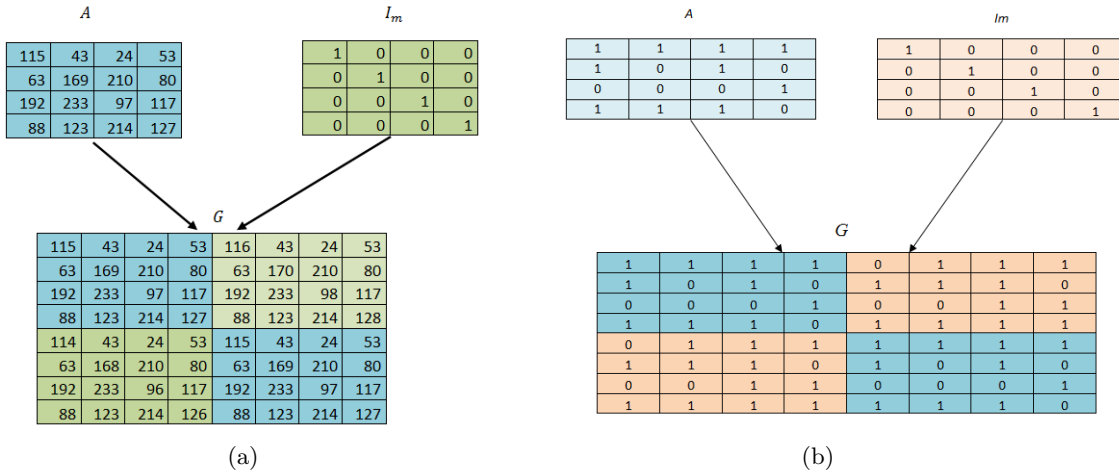 A
I_m
115 43 24 53
63 169 210 80
192 233 97 117
88 123 214 127
1 0 0 0
0 1 0 0
0 0 1 0
0 0 0 1
G
115 43 24 53 116 43 24 53
63 169 210 80 63 170 210 80
192 233 97 117 192 233 98 117
88 123 214 127 88 123 214 128
114 43 24 53 115 43 24 53
63 168 210 80 63 169 210 80
192 233 96 117 192 233 97 117
88 123 214 126 88 123 214 127
(a)
A
Im
1 1 1 1
1 0 1 0
0 0 0 1
1 1 1 0
1 0 0 0
0 1 0 0
0 0 1 0
0 0 0 1
G
1 1 1 1 0 1 1 1
1 0 1 0 1 1 1 0
0 0 0 1 0 0 1 1
1 1 1 0 1 1 1 1
0 1 1 1 1 1 1 1
1 1 1 0 1 0 1 0
0 0 1 1 0 0 0 1
1 1 1 1 1 1 1 0
(b)